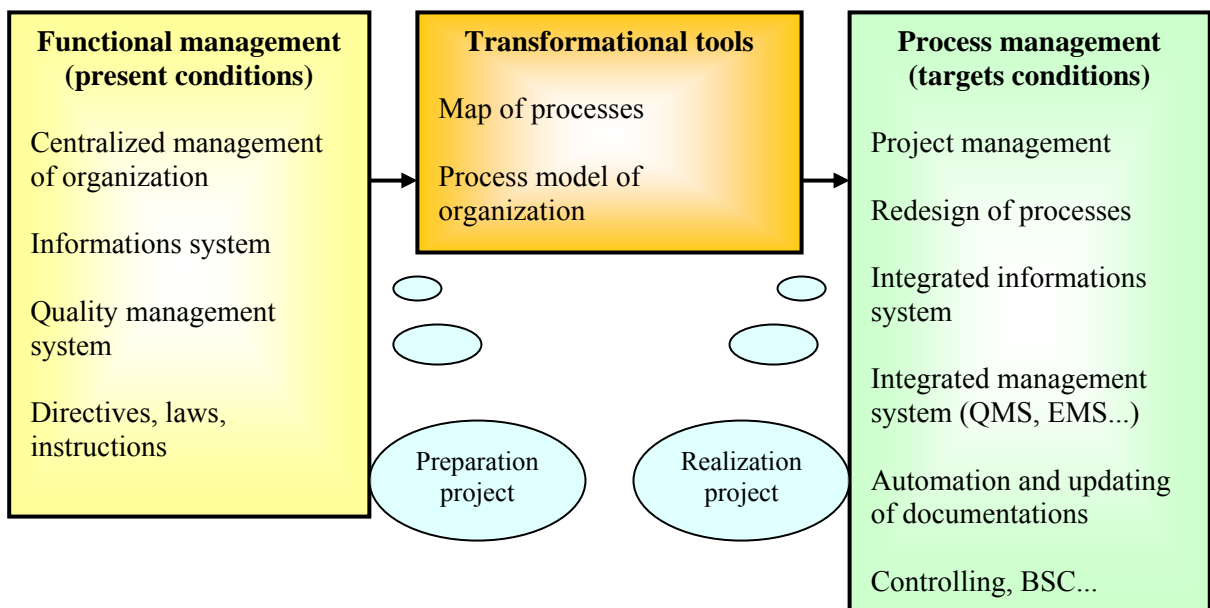 Functional management
(present conditions)
Centralized management
of organization
Informations system
Quality management
system
Directives, laws,
instructions
Transformational tools
Map of processes
Process model of
organization
Preparation
project
Realization
project
Process management
(targets conditions)
Project management
Redesign of processes
Integrated informations
system
Integrated management
system (QMS, EMS...)
Automation and updating
of documentations
Controlling, BSC...